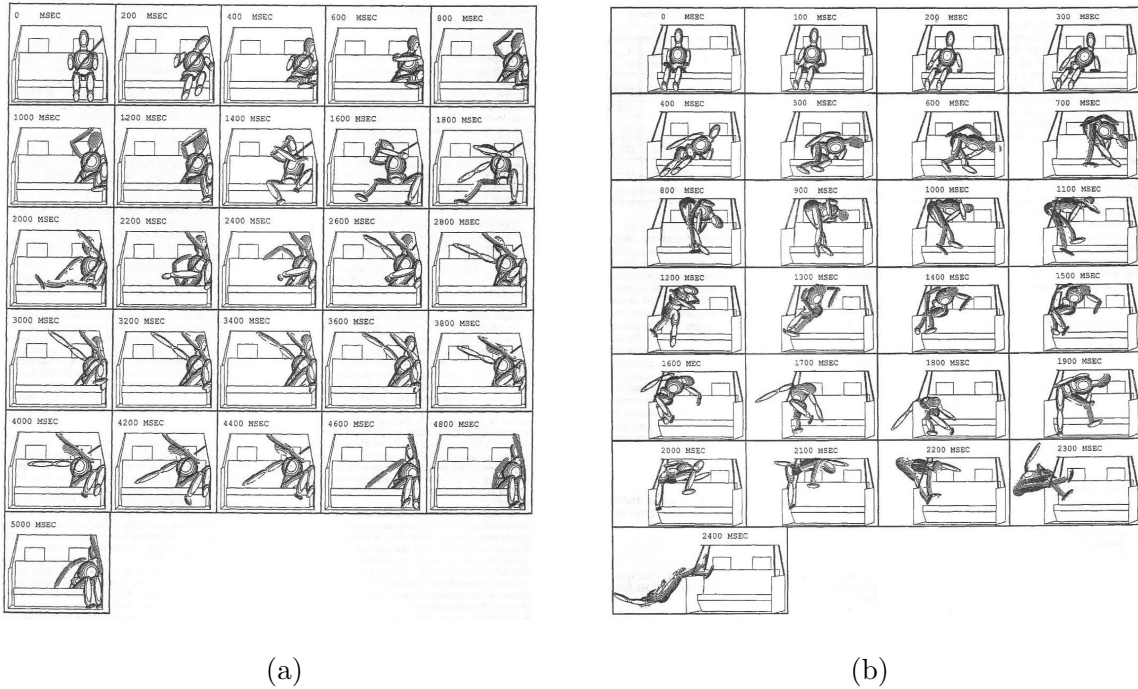 0 MSEC
200 MSEC
400 MSEC
600 MSEC
800 MSEC
1000 MSEC
1200 MSEC
1400 MSEC
1600 MSEC
1800 MSEC
2000 MSEC
2200 MSEC
2400 MSEC
2600 MSEC
2800 MSEC
3000 MSEC
3200 MSEC
3400 MSEC
3600 MSEC
3800 MSEC
4000 MSEC
4200 MSEC
4400 MSEC
4600 MSEC
4800 MSEC
5000 MSEC
(a)
0 MSEC
100 MSEC
200 MSEC
300 MSEC
400 MSEC
500 MSEC
600 MSEC
700 MSEC
800 MSEC
900 MSEC
1000 MSEC
1100 MSEC
1200 MSEC
1300 MSEC
1400 MSEC
1500 MSEC
1600 MEC
1700 MSEC
1800 MSEC
1900 MSEC
2000 MSEC
2100 MSEC
2200 MSEC
2300 MSEC
2400 MSEC
(b)